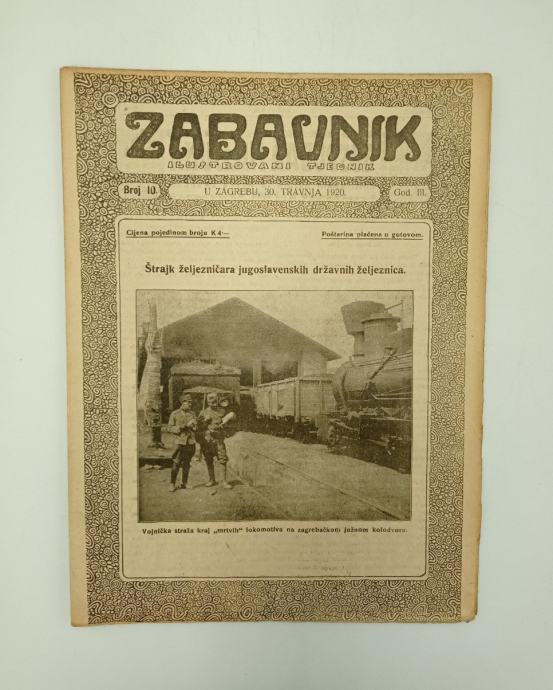 ZABAVNIK
ILUSTROVANI TJEDNIK
Broj 10.
U ZAGREBU, 30. TRAVNJA 1920.
God. III.
Cijena pojedinom broju K 4·—
Poštarina plaćena u gotovom.
Štrajk željezničara jugoslavenskih državnih željeznica.
Vojnička straža kraj „mrtvih“ lokomotiva na zagrebačkom južnom kolodvoru.